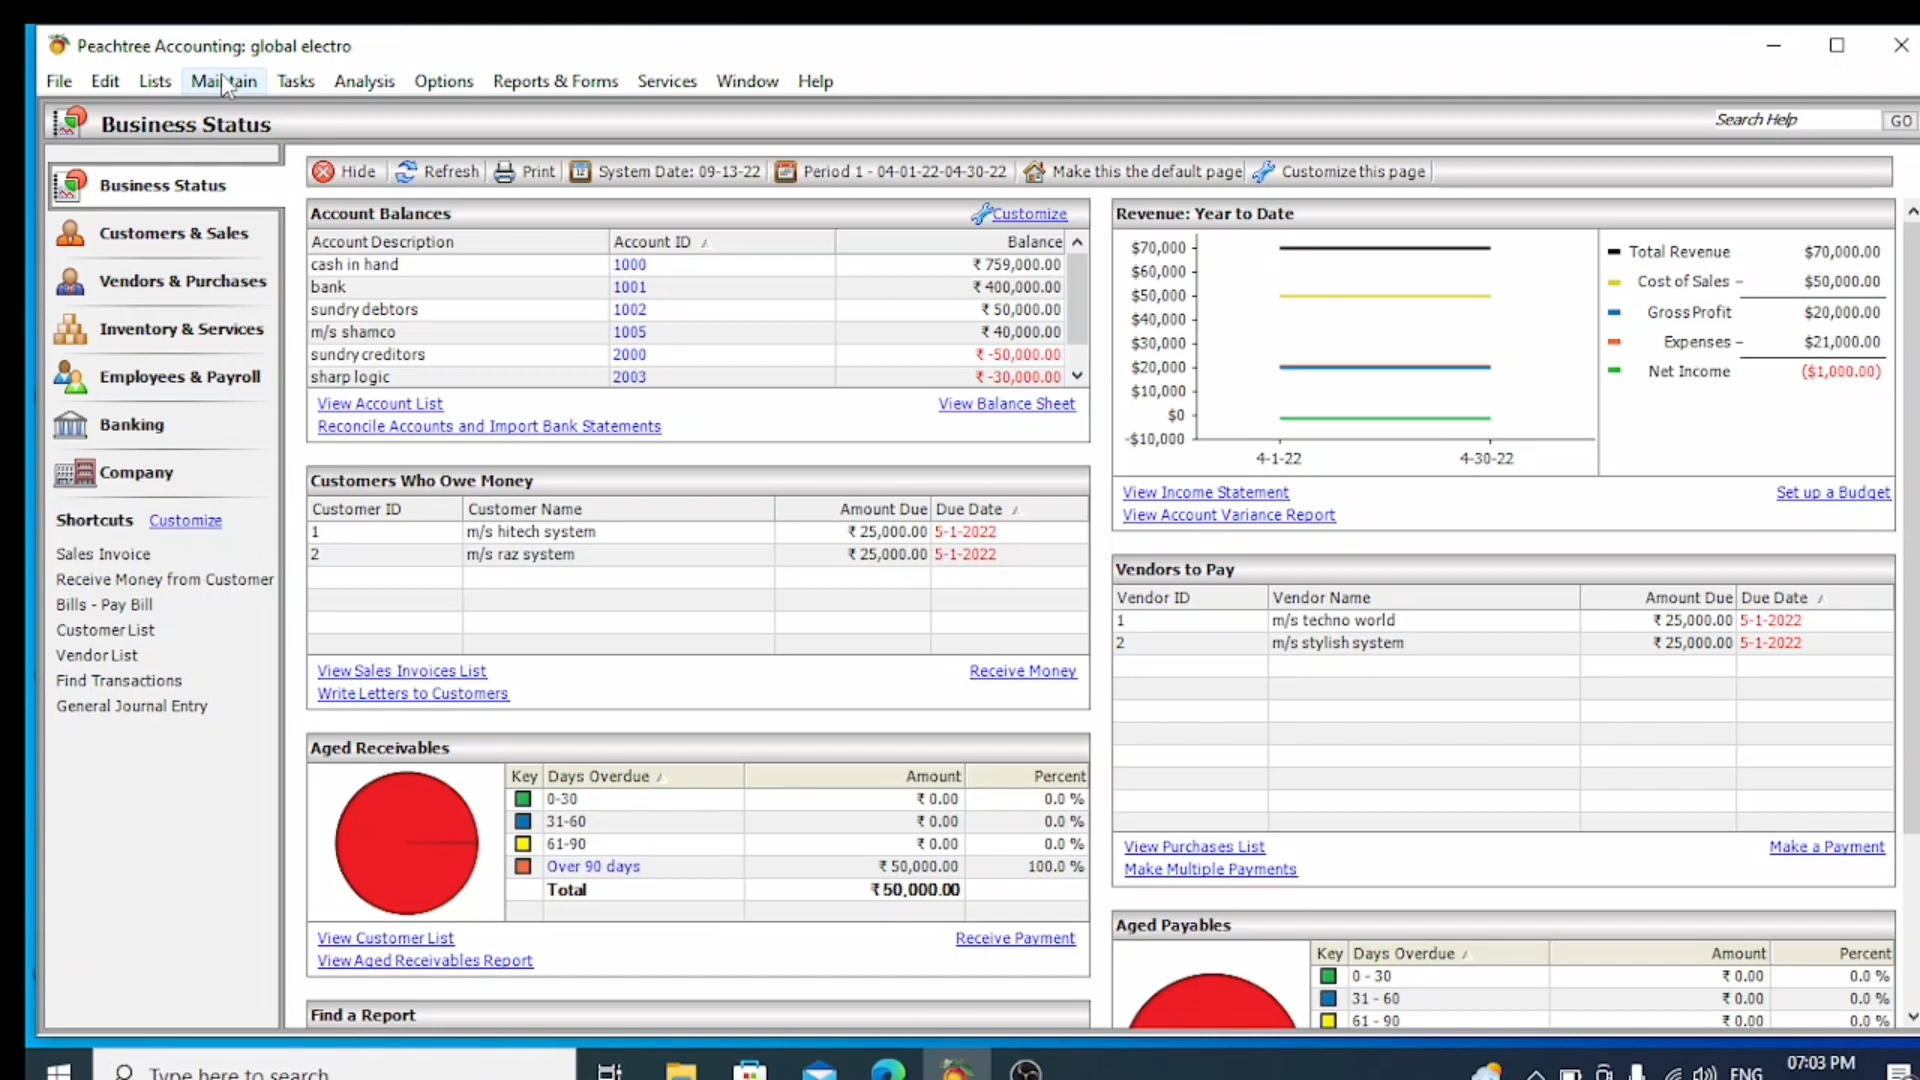 Peachtree Accounting: global electro
File Edit Lists Maintain Tasks Analysis Options Reports & Forms Services Window Help
Business Status
Search Help GO
Business Status
Customers & Sales
Vendors & Purchases
Inventory & Services
Employees & Payroll
Banking
Company
Shortcuts Customize
Sales Invoice
Receive Money from Customer
Bills - Pay Bill
Customer List
Vendor List
Find Transactions
General Journal Entry
Hide Refresh Print System Date: 09-13-22 Period 1 - 04-01-22-04-30-22 Make this the default page Customize this page
Account Balances Customize
Account Description Account ID Balance
cash in hand 1000 ₹ 759,000.00
bank 1001 ₹ 400,000.00
sundry debtors 1002 ₹ 50,000.00
m/s shamco 1005 ₹ 40,000.00
sundry creditors 2000 ₹ -50,000.00
sharp logic 2003 ₹ -30,000.00
View Account List View Balance Sheet
Reconcile Accounts and Import Bank Statements
Customers Who Owe Money
Customer ID Customer Name Amount Due Due Date
1 m/s hitech system ₹ 25,000.00 5-1-2022
2 m/s raz system ₹ 25,000.00 5-1-2022
View Sales Invoices List Receive Money
Write Letters to Customers
Aged Receivables
Key Days Overdue Amount Percent
0-30 ₹ 0.00 0.0 %
31-60 ₹ 0.00 0.0 %
61-90 ₹ 0.00 0.0 %
Over 90 days ₹ 50,000.00 100.0 %
Total ₹ 50,000.00
View Customer List Receive Payment
View Aged Receivables Report
Find a Report
Revenue: Year to Date
$70,000
$60,000
$50,000
$40,000
$30,000
$20,000
$10,000
$0
-$10,000
4-1-22 4-30-22
Total Revenue $70,000.00
Cost of Sales - $50,000.00
Gross Profit $20,000.00
Expenses - $21,000.00
Net Income ($1,000.00)
View Income Statement Set up a Budget
View Account Variance Report
Vendors to Pay
Vendor ID Vendor Name Amount Due Due Date
1 m/s techno world ₹ 25,000.00 5-1-2022
2 m/s stylish system ₹ 25,000.00 5-1-2022
View Purchases List Make a Payment
Make Multiple Payments
Aged Payables
Key Days Overdue Amount Percent
0 - 30 ₹ 0.00 0.0 %
31 - 60 ₹ 0.00 0.0 %
61 - 90 ₹ 0.00 0.0 %
Type here to search
ENG
07:03 PM